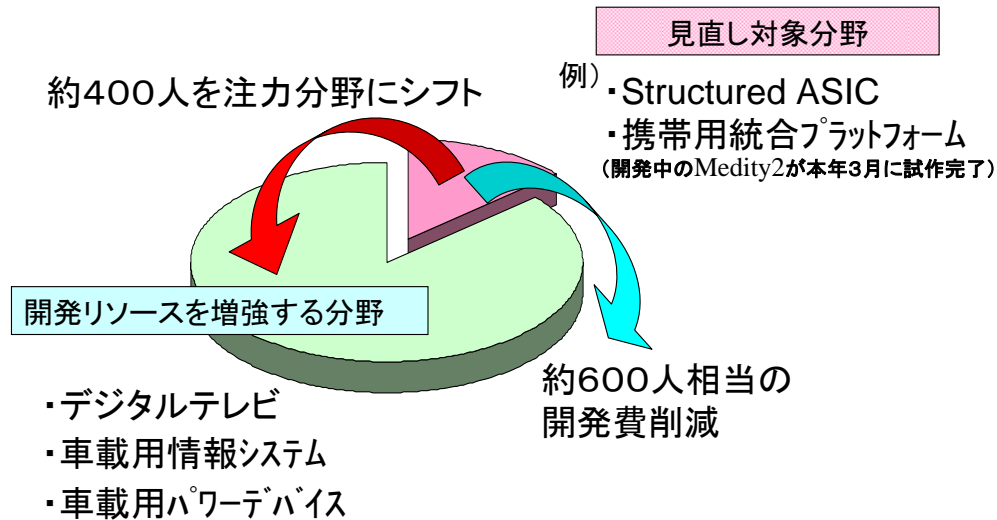 見直し対象分野
約400人を注力分野にシフト
例)
・Structured ASIC
・携帯用統合プラットフォーム
(開発中のMedity2が本年3月に試作完了)
開発リソースを増強する分野
・デジタルテレビ
・車載用情報システム
・車載用パワーデバイス
約600人相当の
開発費削減